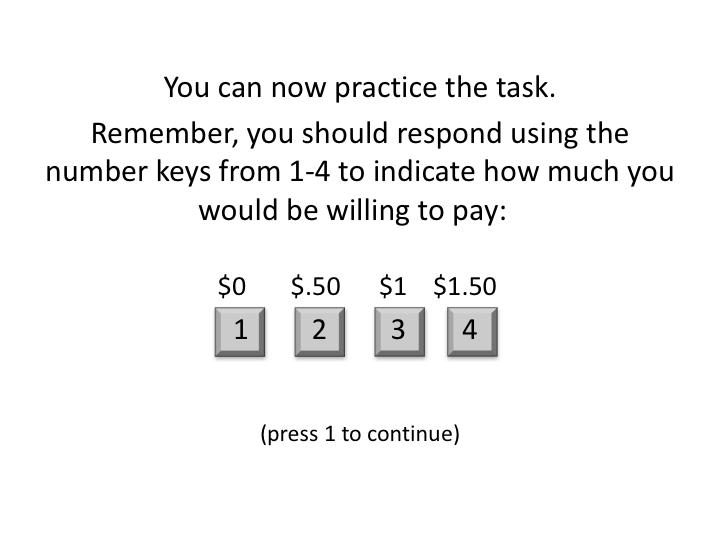 You can now practice the task.
Remember, you should respond using the
number keys from 1-4 to indicate how much you
would be willing to pay:
$0 $.50 $1 $1.50
1 2 3 4
(press 1 to continue)